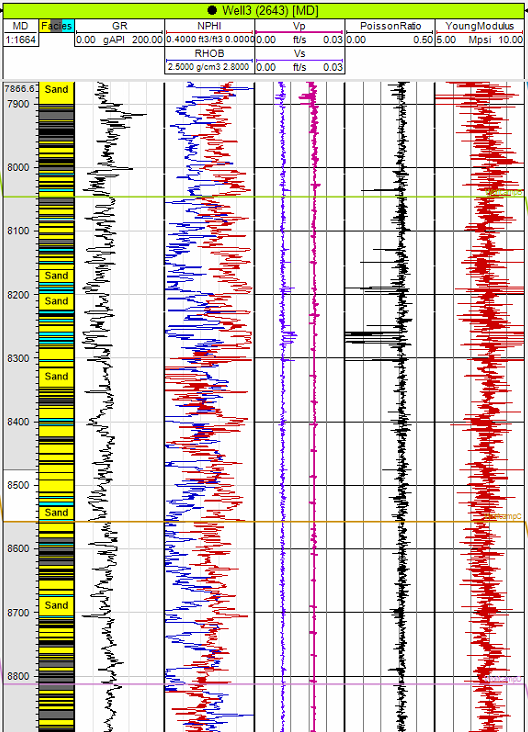 Well3 (2643) [MD]
MD Facies GR NPHI Vp PoissonRatio YoungModulus
1:1664 0.00 gAPI 200.00 0.4000 ft3/ft3 0.0000 0.00 ft/s 0.03 0.00 0.50 5.00 Mpsi 10.00
RHOB Vs
2.5000 g/cm3 2.8000 0.00 ft/s 0.03
7866.6 Sand
7900
8000
8100
Sand
8200 Sand
8300
Sand
8400
8500
Sand
8600
Sand
8700
8800